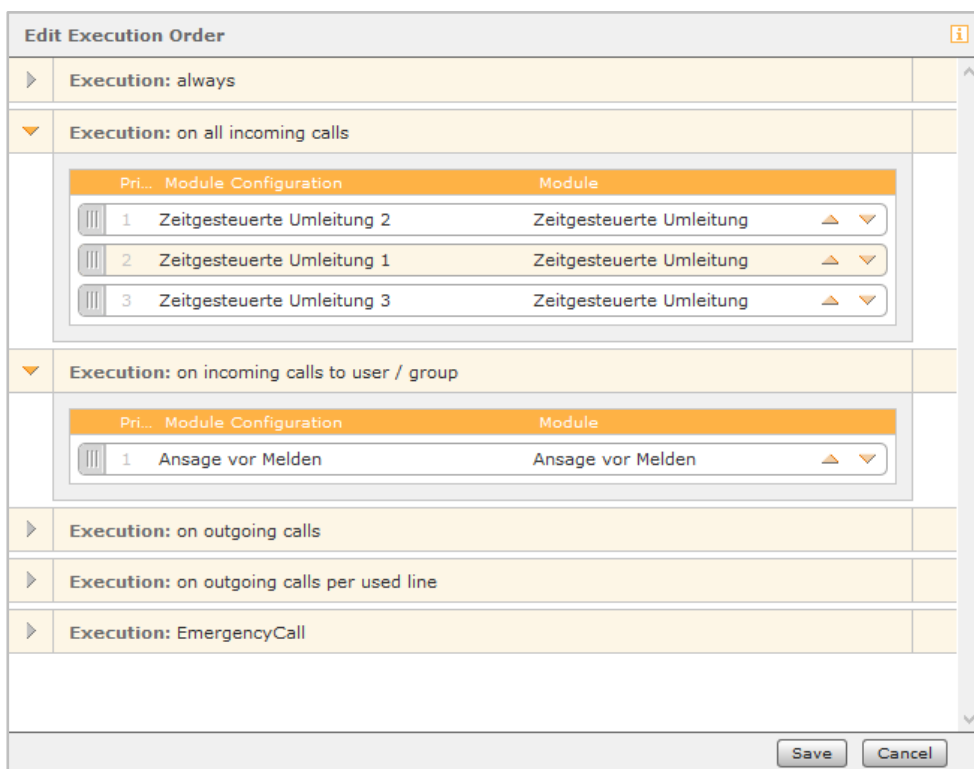 Edit Execution Order
Execution: always
Execution: on all incoming calls
Pri... Module Configuration Module
1 Zeitgesteuerte Umleitung 2 Zeitgesteuerte Umleitung
2 Zeitgesteuerte Umleitung 1 Zeitgesteuerte Umleitung
3 Zeitgesteuerte Umleitung 3 Zeitgesteuerte Umleitung
Execution: on incoming calls to user / group
Pri... Module Configuration Module
1 Ansage vor Melden Ansage vor Melden
Execution: on outgoing calls
Execution: on outgoing calls per used line
Execution: EmergencyCall
Save Cancel